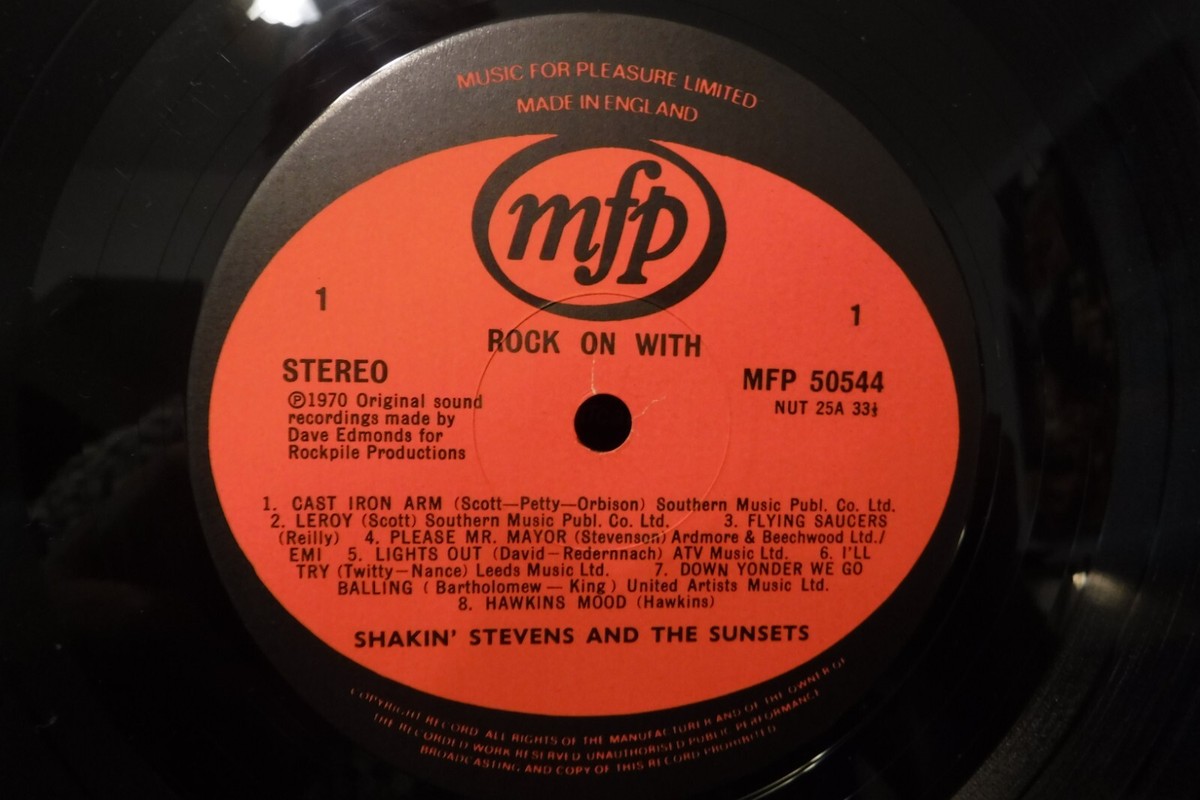 MUSIC FOR PLEASURE LIMITED
MADE IN ENGLAND
mfp
1
1
ROCK ON WITH
STEREO
MFP 50544
℗1970 Original sound
recordings made by
Dave Edmonds for
Rockpile Productions
NUT 25A 33⅓
1. CAST IRON ARM (Scott—Petty—Orbison) Southern Music Publ. Co. Ltd.
2. LEROY (Scott) Southern Music Publ. Co. Ltd. 3. FLYING SAUCERS
(Reilly) 4. PLEASE MR. MAYOR (Stevenson) Ardmore & Beechwood Ltd./
EMI 5. LIGHTS OUT (David-Redernnach) ATV Music Ltd. 6. I'LL
TRY (Twitty-Nance) Leeds Music Ltd. 7. DOWN YONDER WE GO
BALLING ( Bartholomew — King ) United Artists Music Ltd.
8. HAWKINS MOOD (Hawkins)
SHAKIN' STEVENS AND THE SUNSETS
COPYRIGHT RECORD ALL RIGHTS OF THE MANUFACTURER AND OF THE OWNER OF
THE RECORDED WORK RESERVED UNAUTHORISED PUBLIC PERFORMANCE
BROADCASTING AND COPY OF THIS RECORD PROHIBITED